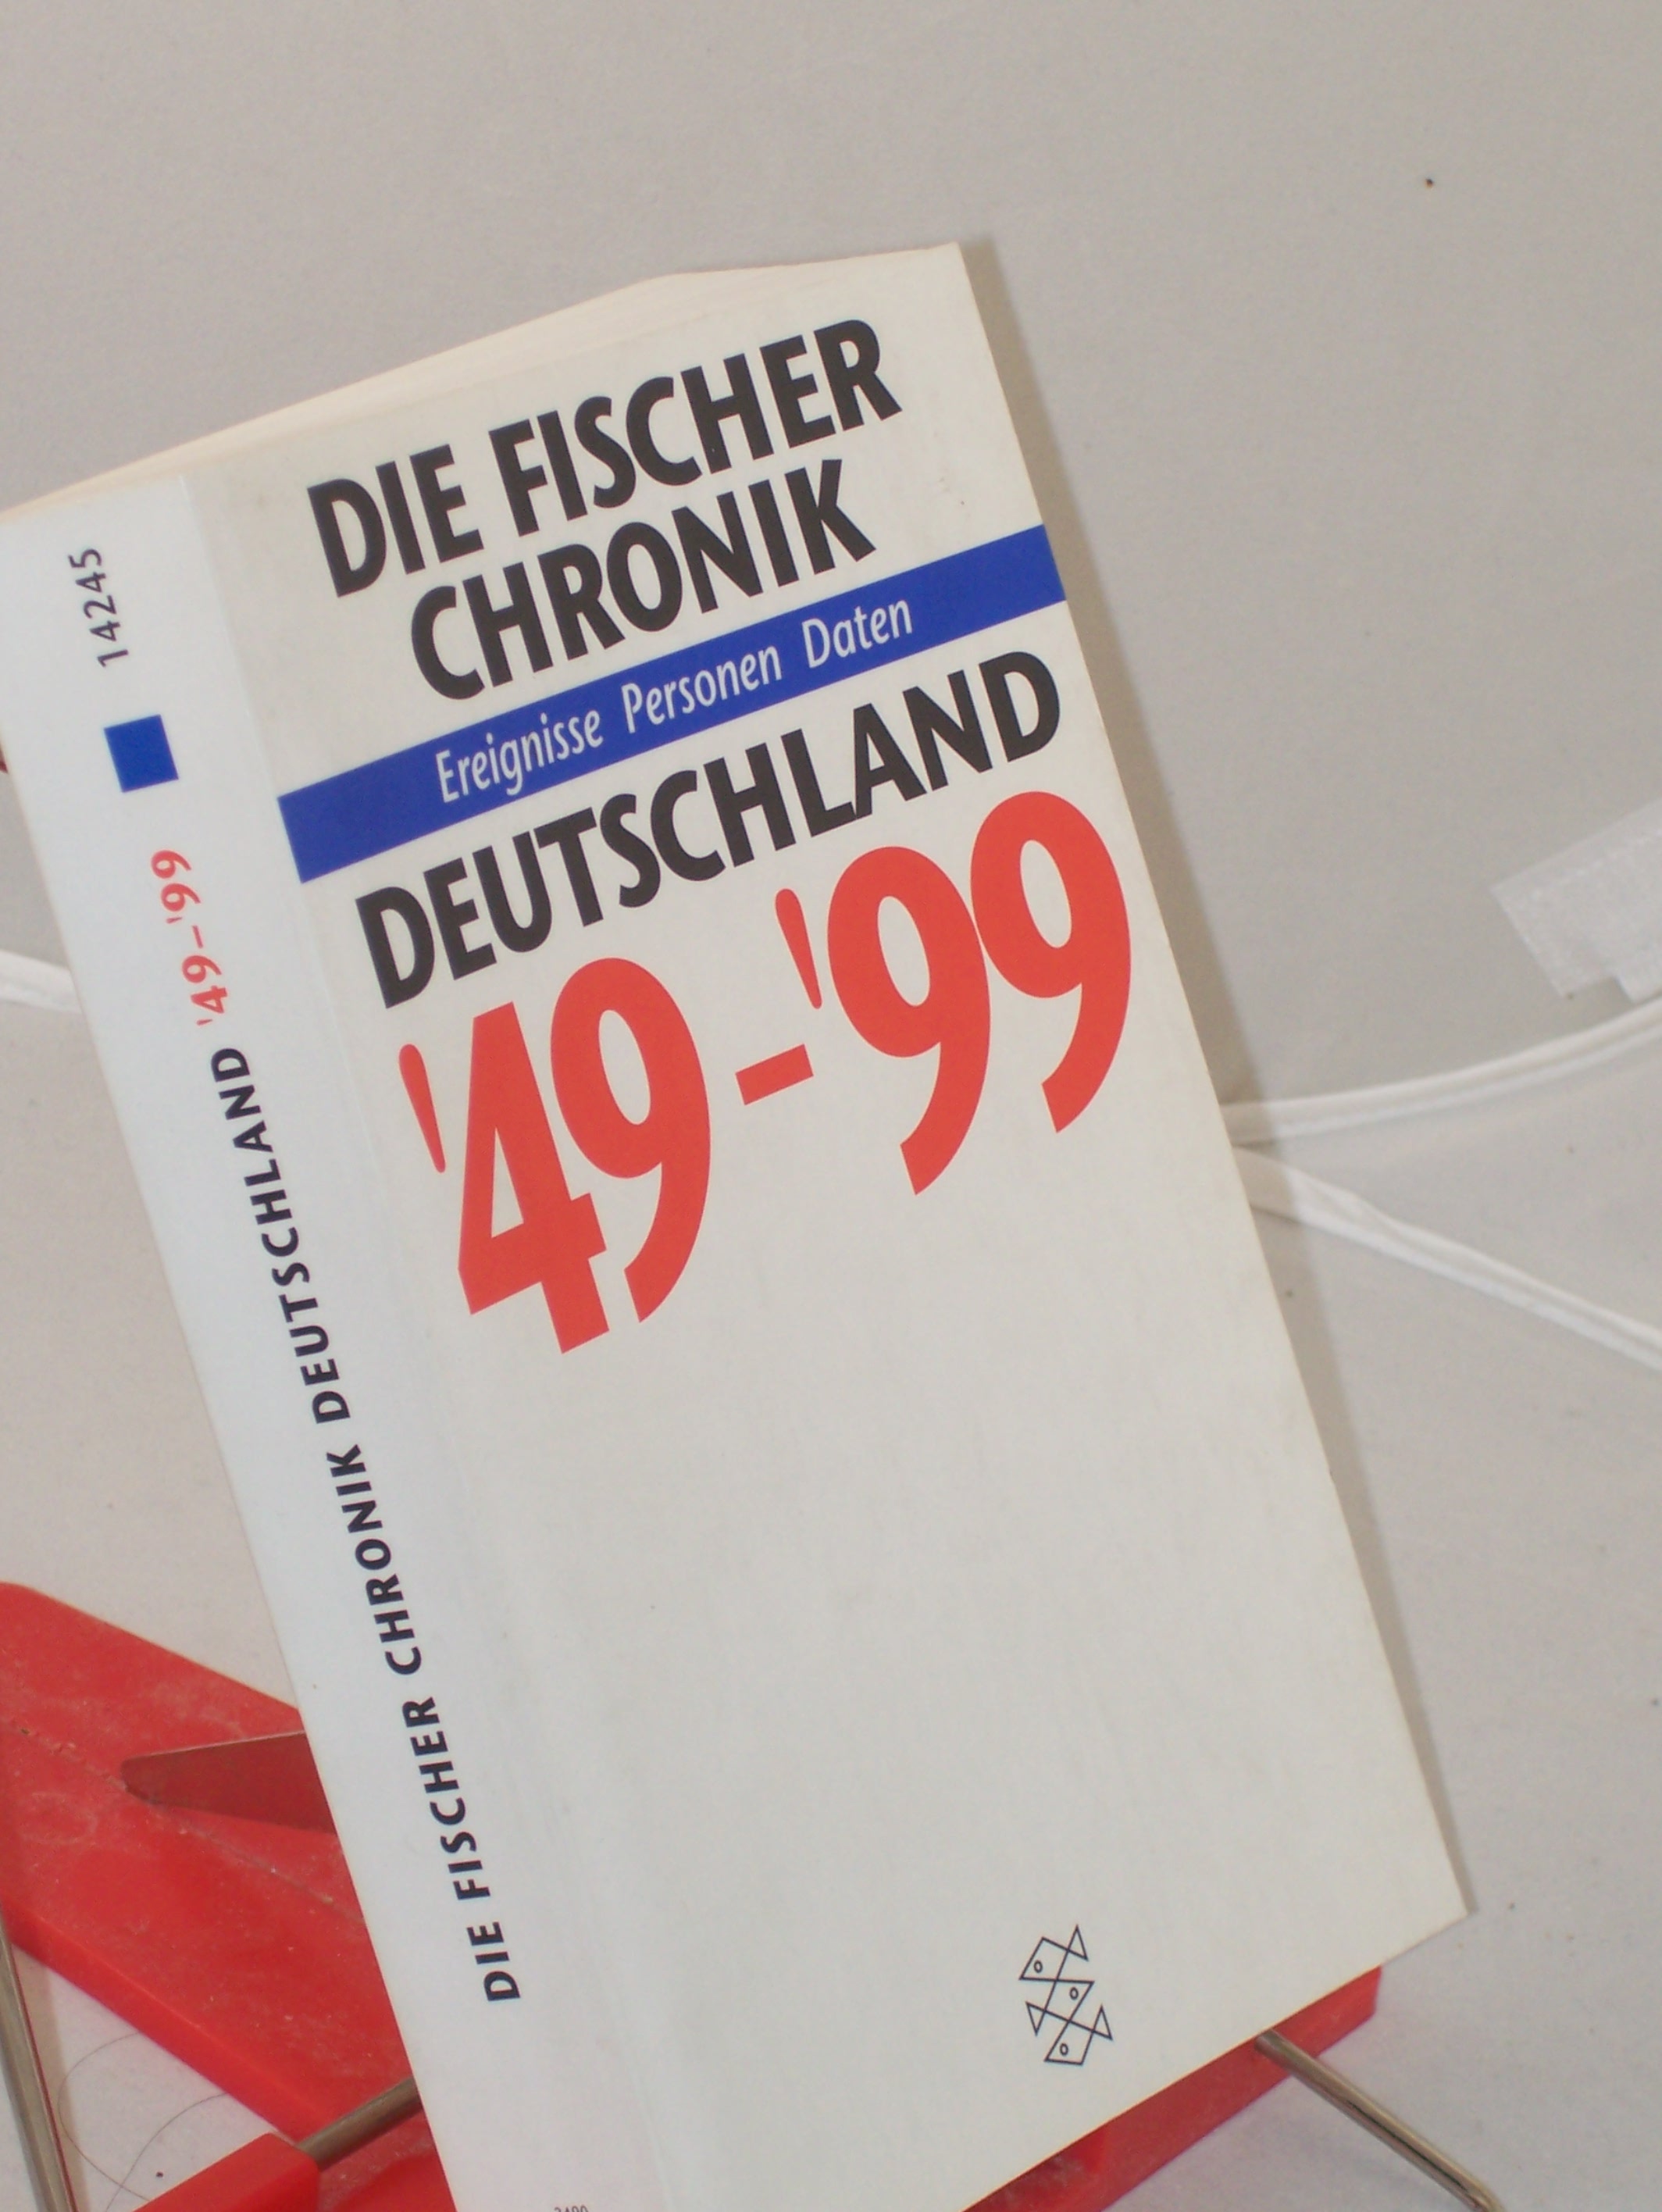 DIE FISCHER
CHRONIK
Ereignisse Personen Daten
DEUTSCHLAND
'49-'99
DIE FISCHER CHRONIK DEUTSCHLAND '49-'99
14245